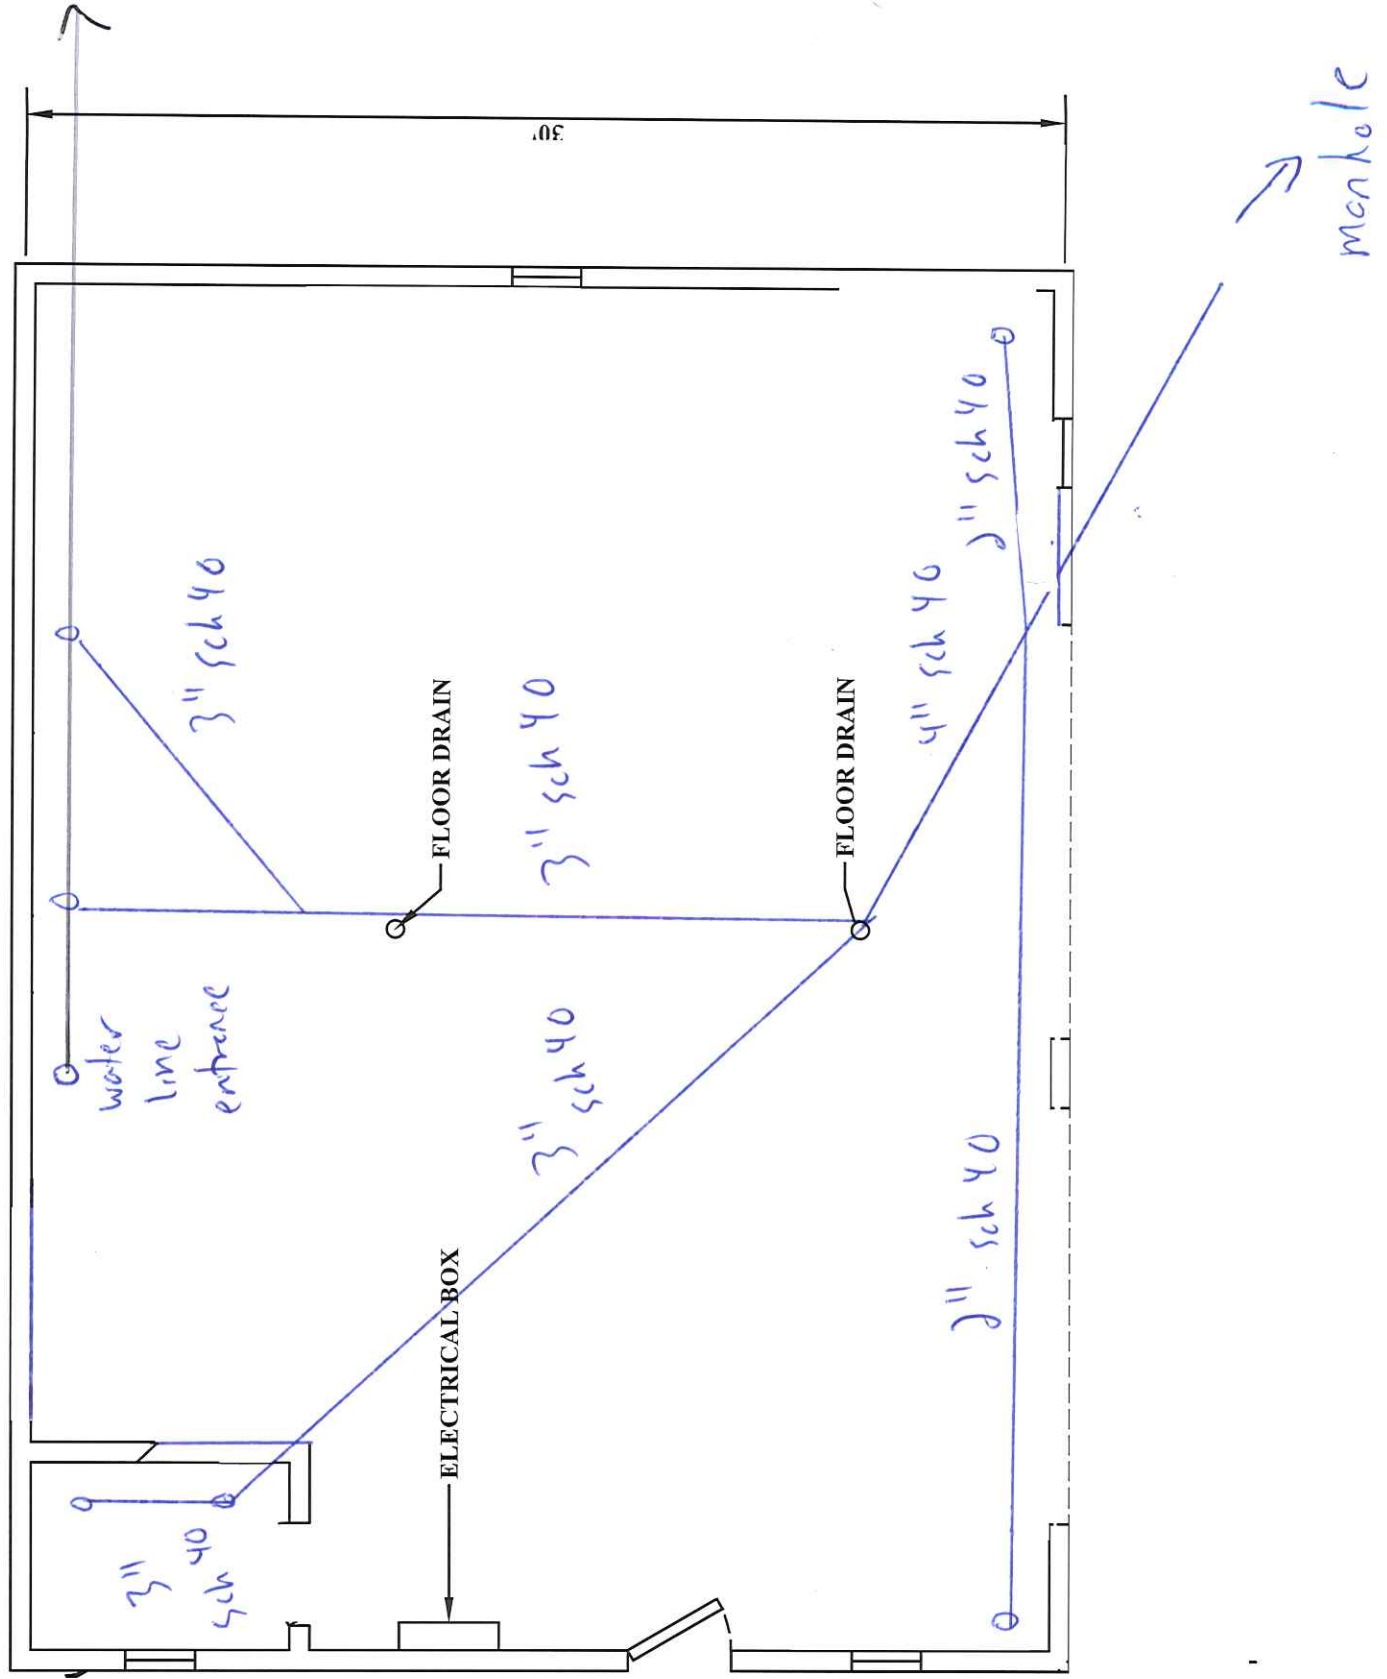 30'
manhole
3" sch 40
FLOOR DRAIN
3" sch 40
FLOOR DRAIN
4" sch 40
2" sch 40
water
line
entrance
3"
sch 40
ELECTRICAL BOX
2" sch 40
3"
sch 40